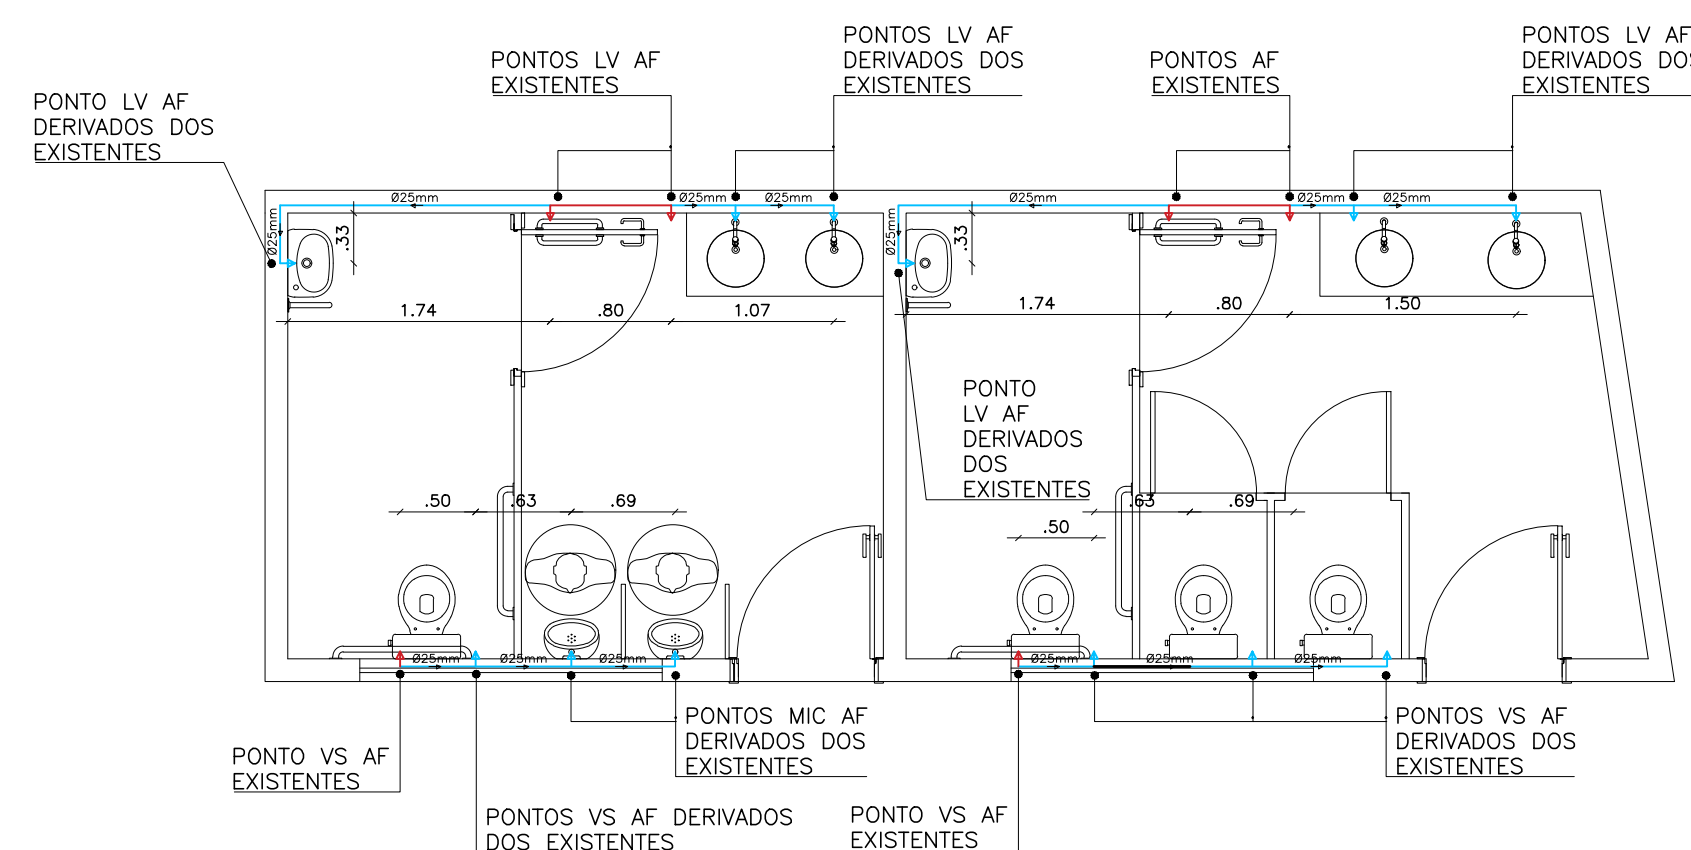 PONTOS LV AF
DERIVADOS DOS
EXISTENTES
PONTOS LV AF
DERIVADOS DOS
EXISTENTES
PONTOS LV AF
EXISTENTES
PONTOS AF
EXISTENTES
PONTO LV AF
DERIVADOS DOS
EXISTENTES
Ø25mm
Ø25mm
Ø25mm
Ø25mm
Ø25mm
Ø25mm
Ø25mm
Ø25mm
.33
.33
1.74
.80
1.07
1.74
.80
1.50
PONTO
LV AF
DERIVADOS
DOS
EXISTENTES
.50
.63
.69
.63
.69
.50
Ø25mm
Ø25mm
Ø25mm
Ø25mm
Ø25mm
Ø25mm
PONTOS MIC AF
DERIVADOS DOS
EXISTENTES
PONTOS VS AF
DERIVADOS DOS
EXISTENTES
PONTO VS AF
EXISTENTES
PONTOS VS AF DERIVADOS
DOS EXISTENTES
PONTO VS AF
EXISTENTES